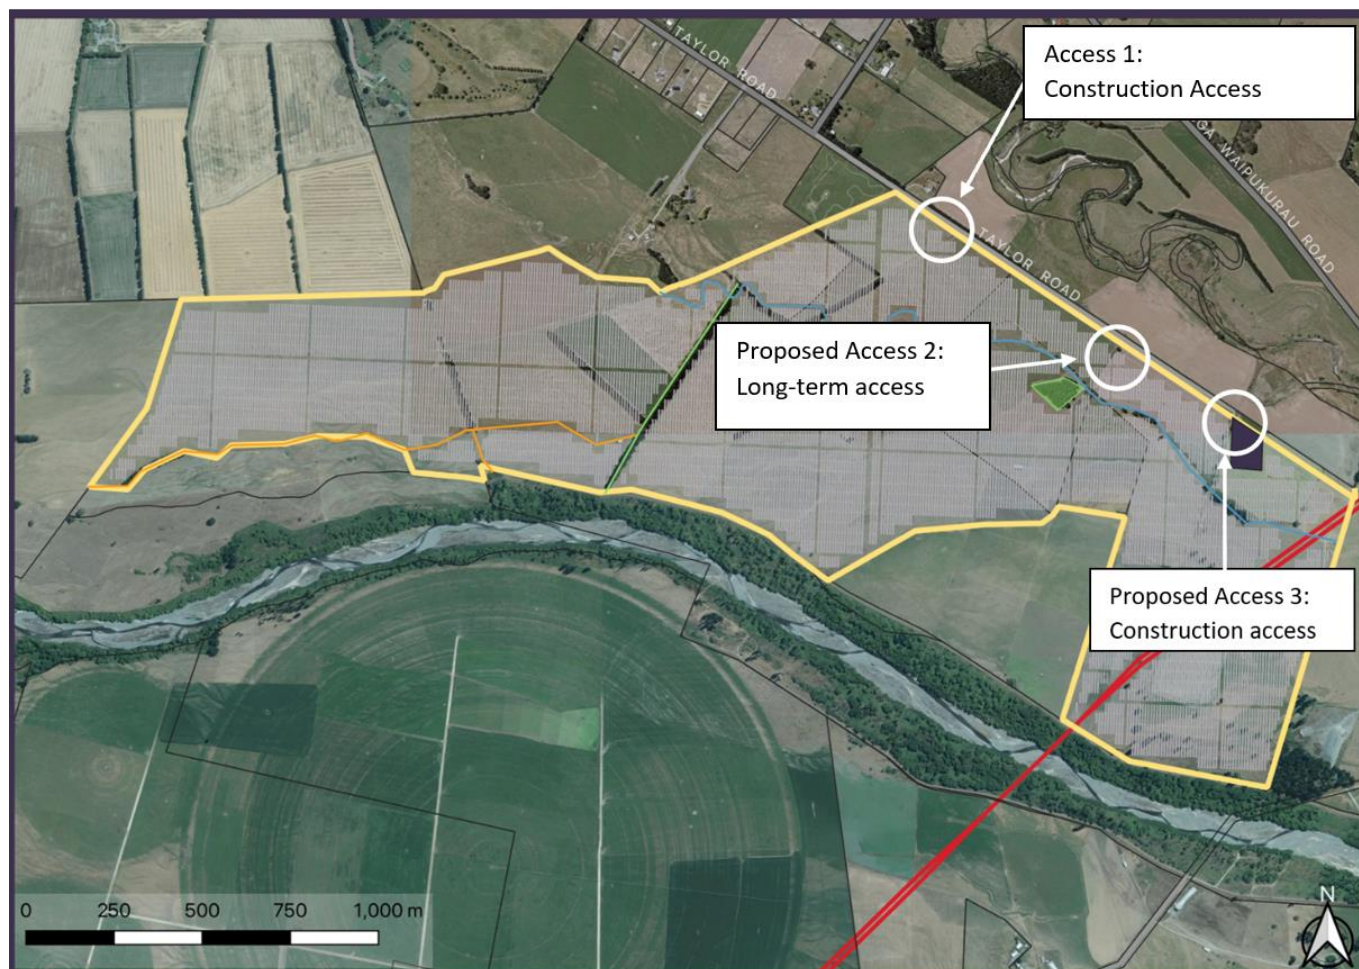 TAYLOR ROAD
Access 1:
Construction Access
GA WAIPUKURAU ROAD
TAYLOR ROAD
Proposed Access 2:
Long-term access
Proposed Access 3:
Construction access
0 250 500 750 1,000 m
N